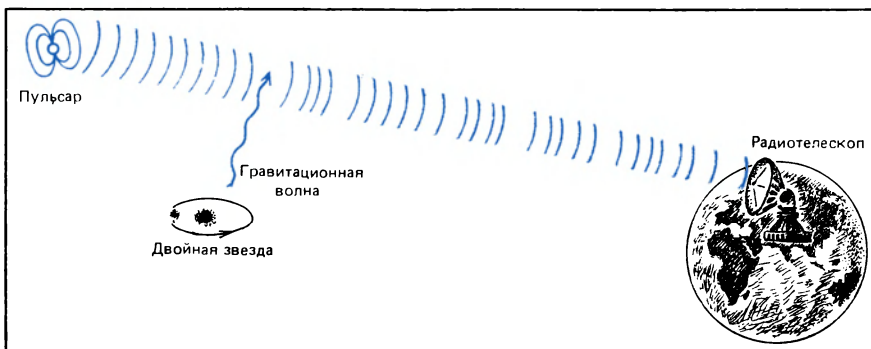 Пульсар
Радиотелескоп
Гравитационная
волна
Двойная звезда